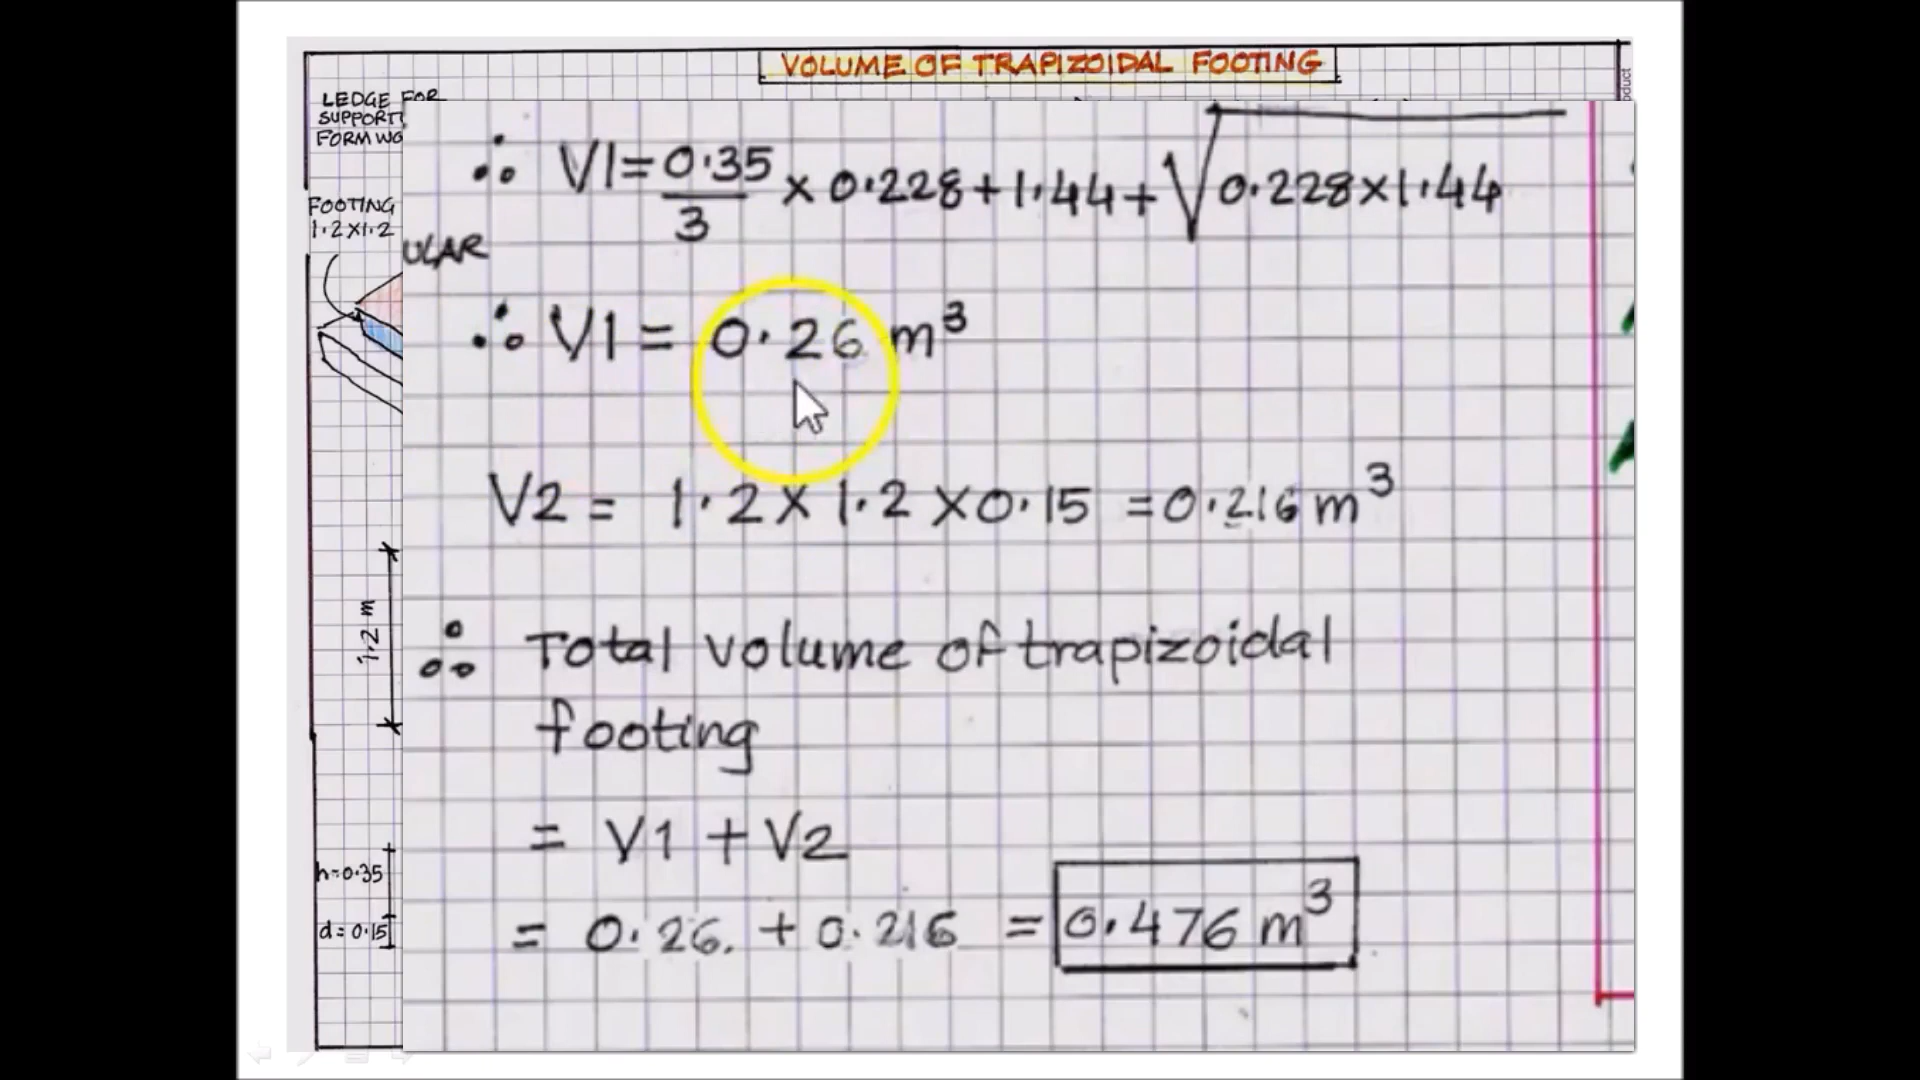 VOLUME OF TRAPIZOIDAL FOOTING
LEDGE FOR
SUPPORT
FORM WO
FOOTING
1.2X1.2
ULAR
∴ V1 = 0.35/3 × 0.228 + 1.44 + √0.228×1.44
∴ V1 = 0.26 m³
V2 = 1.2 X 1.2 X 0.15 = 0.216 m³
1.2 m
∴ Total volume of trapizoidal
footing
= V1 + V2
h=0.35
d=0.15
= 0.26. + 0.216 = 0.476 m³